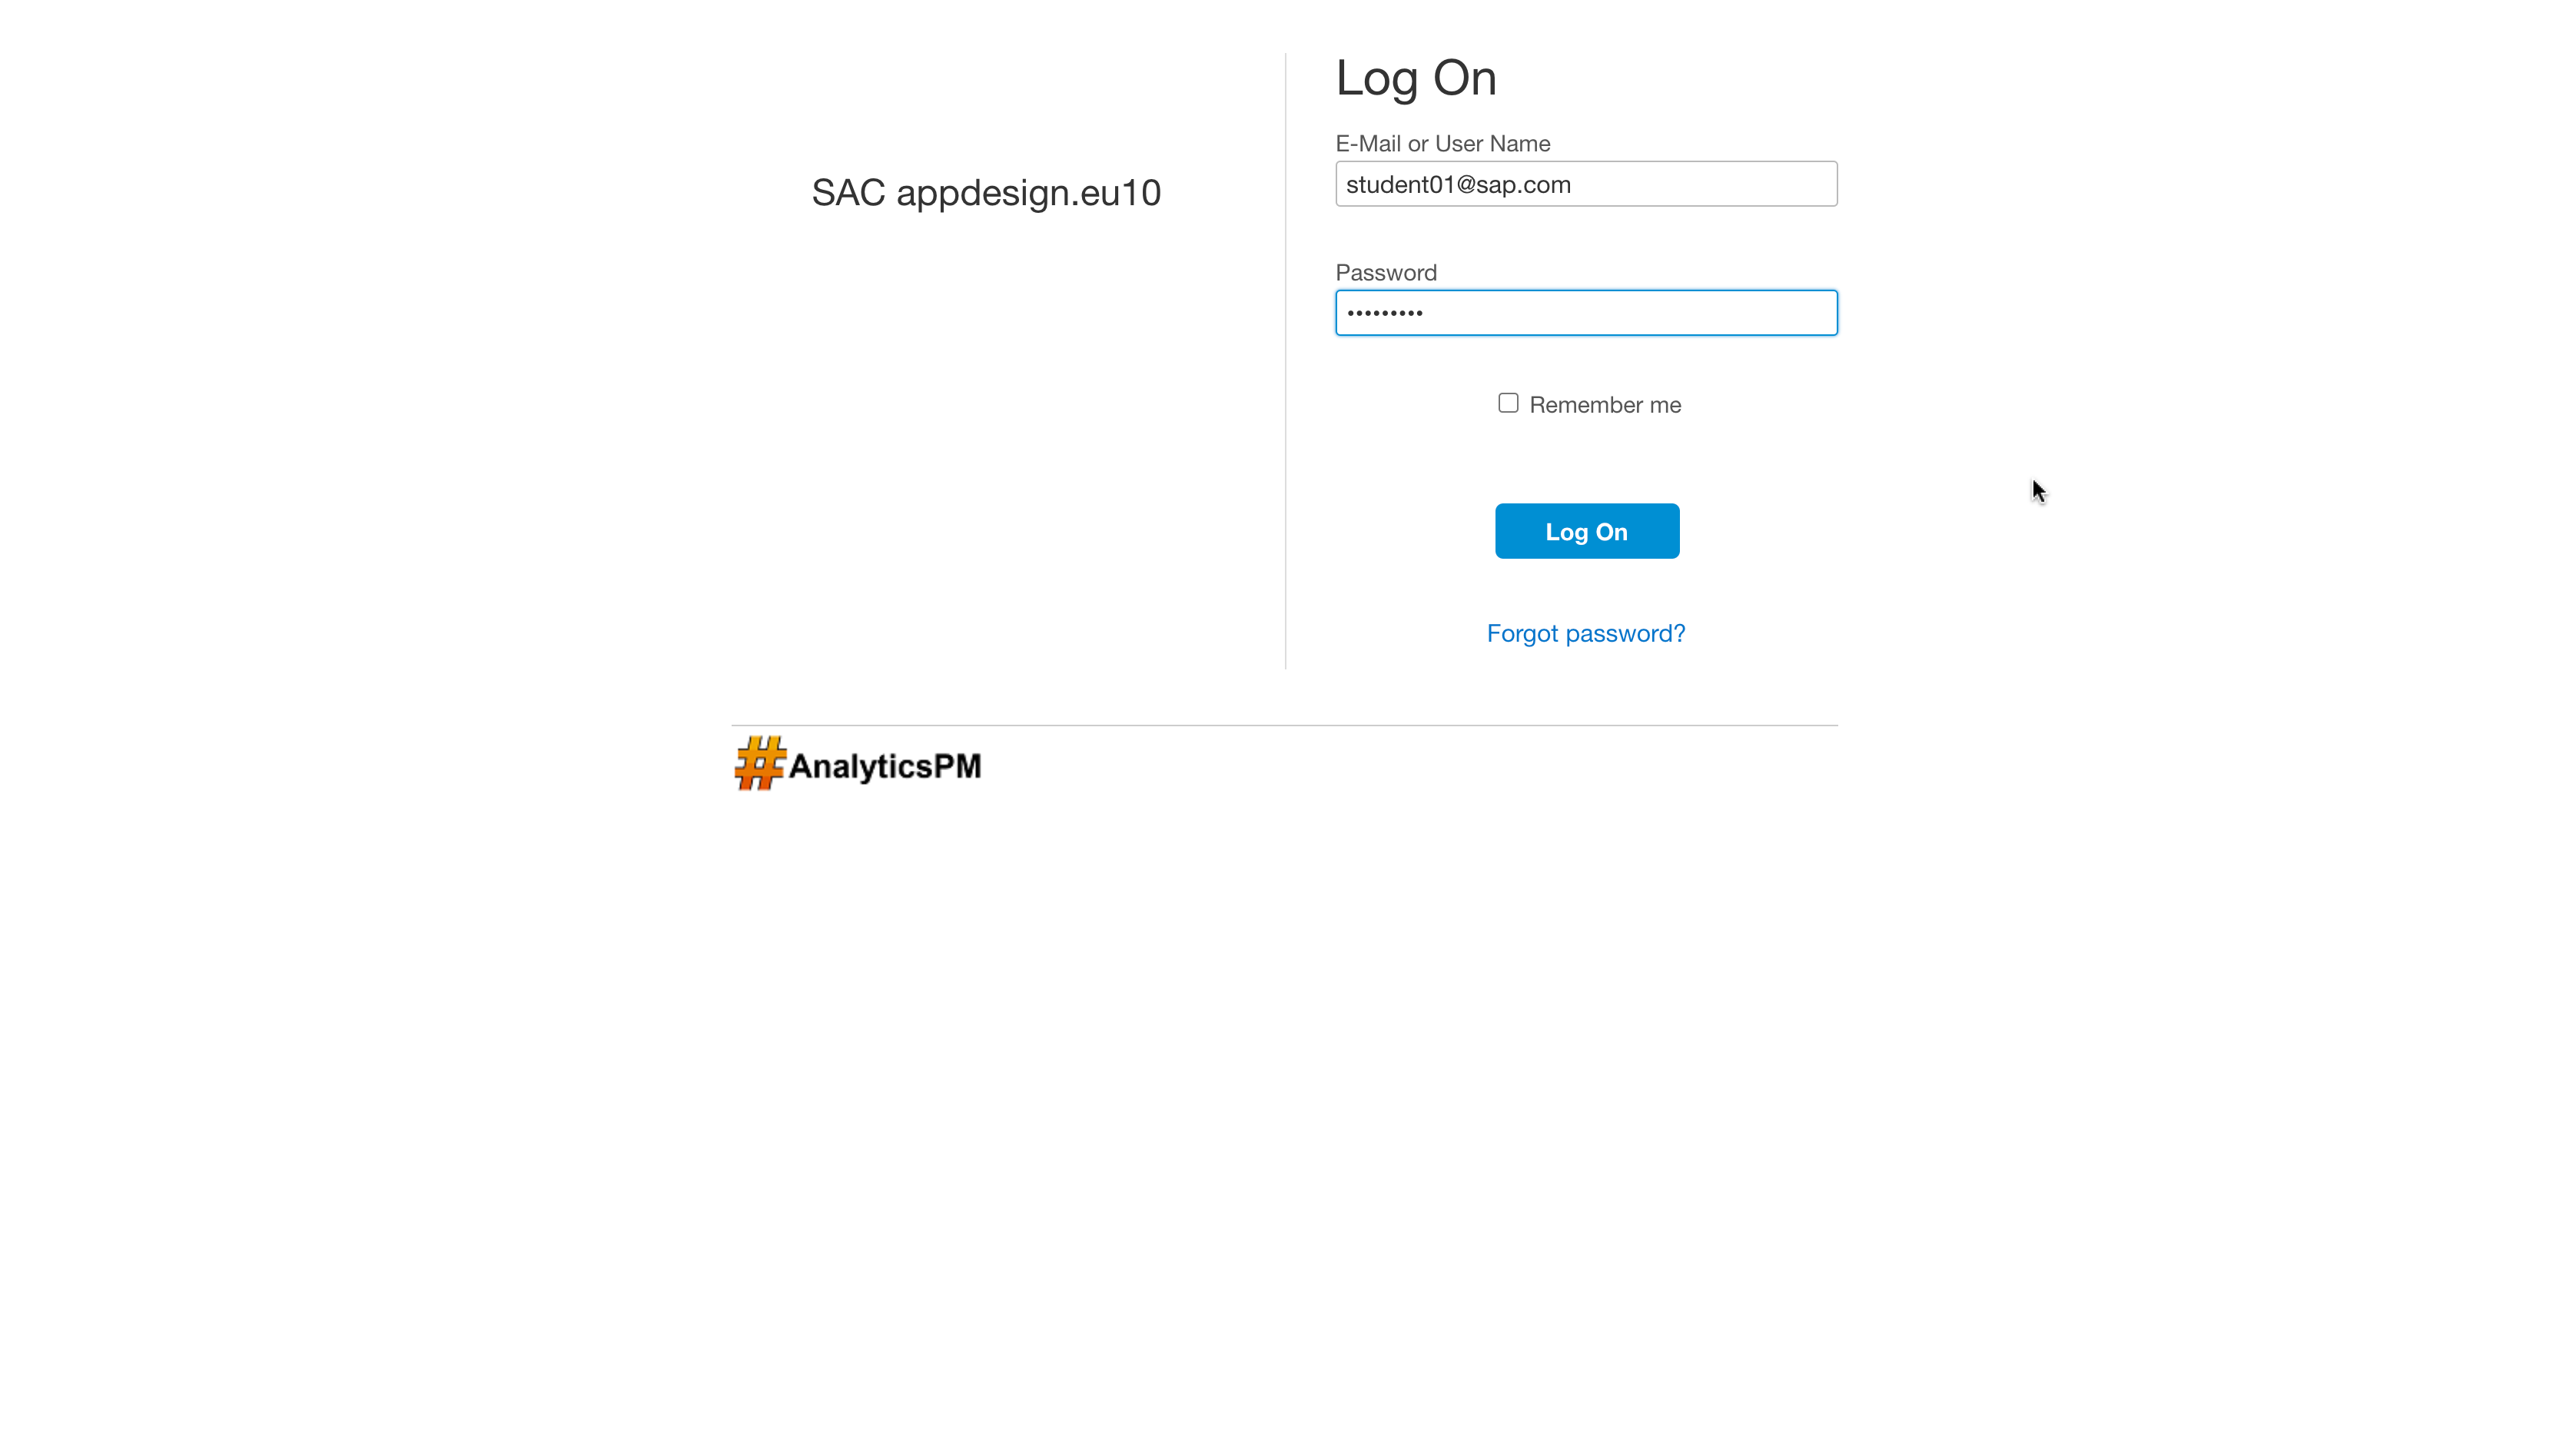 SAC appdesign.eu10
Log On
E-Mail or User Name
student01@sap.com
Password
•••••••••
Remember me
Log On
Forgot password?
#AnalyticsPM